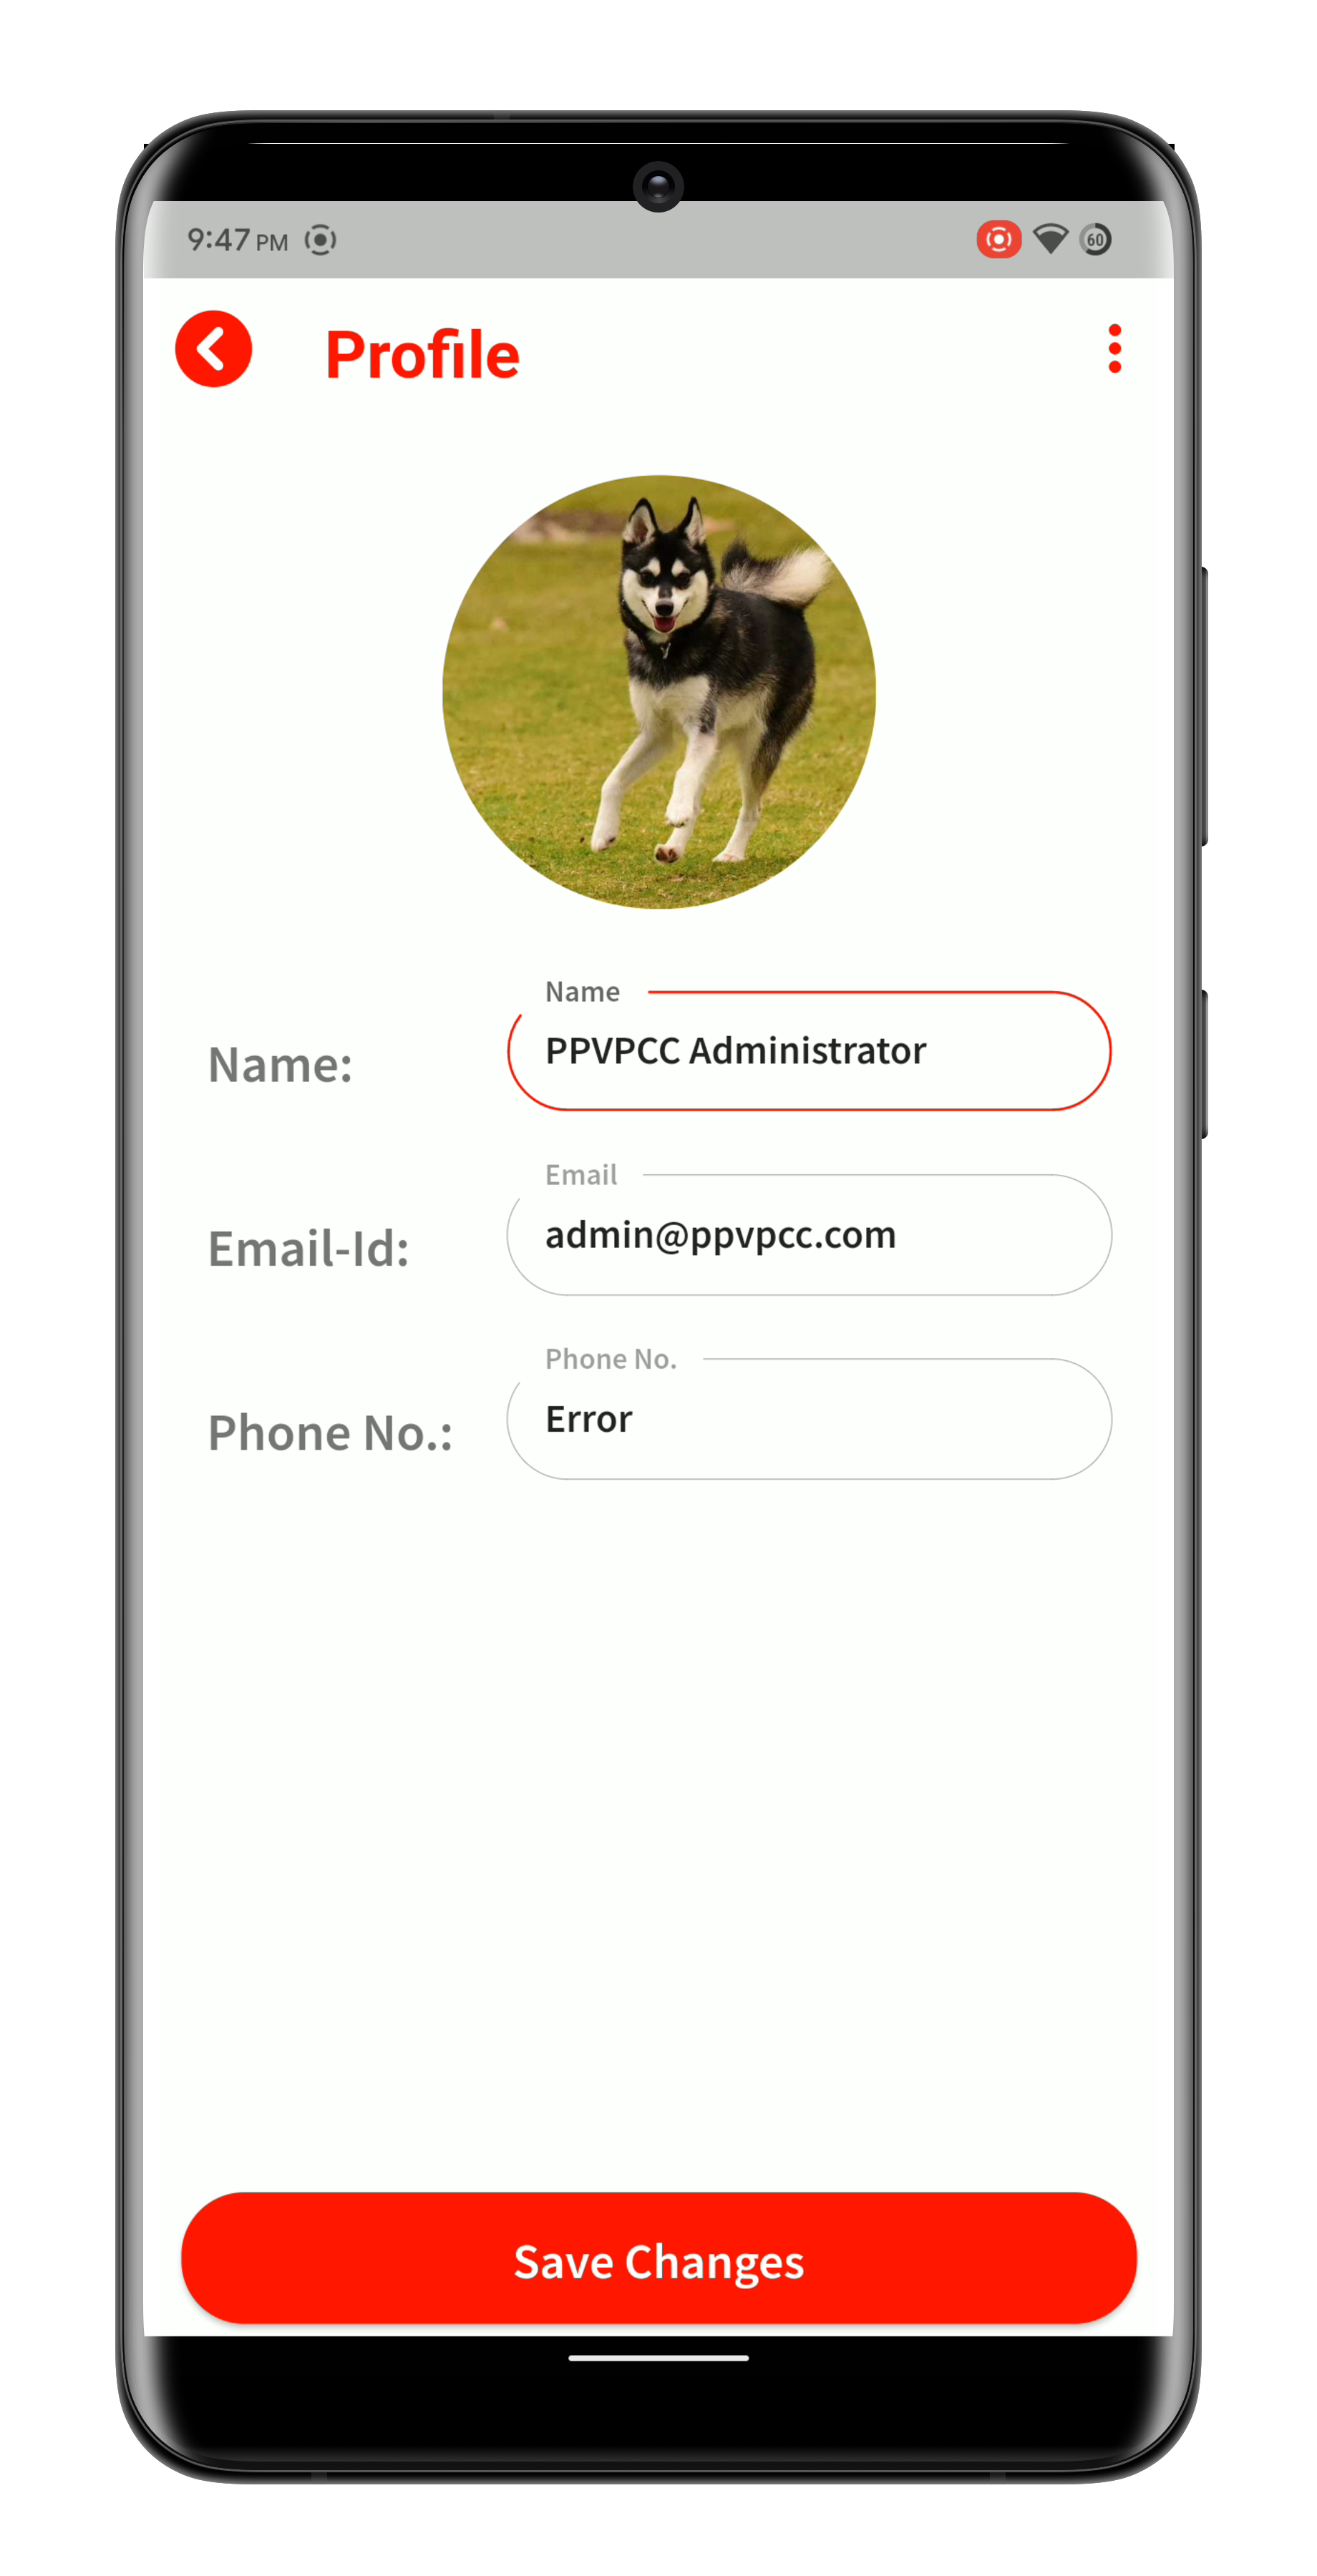 9:47 PM
60
Profile
Name
Name:
PPVPCC Administrator
Email
Email-Id:
admin@ppvpcc.com
Phone No.
Phone No.:
Error
Save Changes